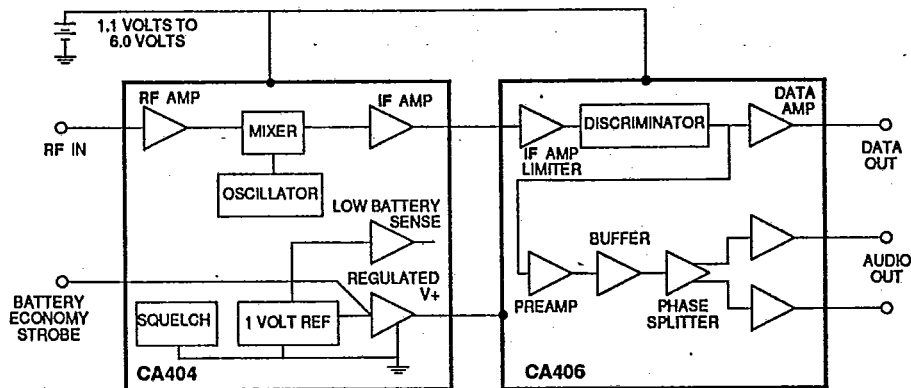 1.1 VOLTS TO
6.0 VOLTS
RF AMP
IF AMP
MIXER
OSCILLATOR
RF IN
LOW BATTERY
SENSE
REGULATED
V+
BATTERY
ECONOMY
STROBE
SQUELCH
1 VOLT REF
CA404
IF AMP
LIMITER
DISCRIMINATOR
DATA
AMP
DATA
OUT
PREAMP
BUFFER
PHASE
SPLITTER
AUDIO
OUT
CA406